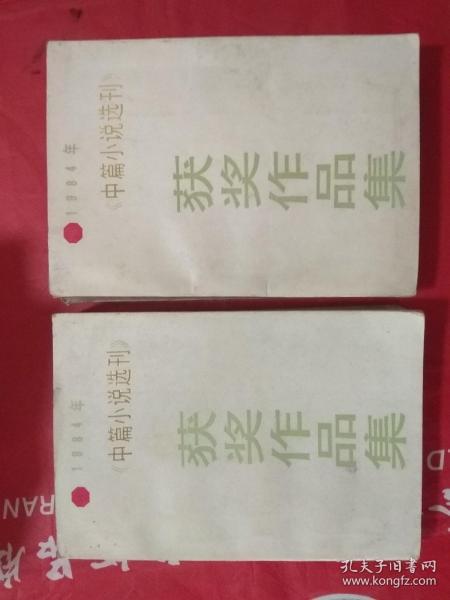 1984年
《中篇小说选刊》
获奖作品集
1984年
《中篇小说选刊》
获奖作品集
RAN
孔夫子旧书网
www.kongfz.com